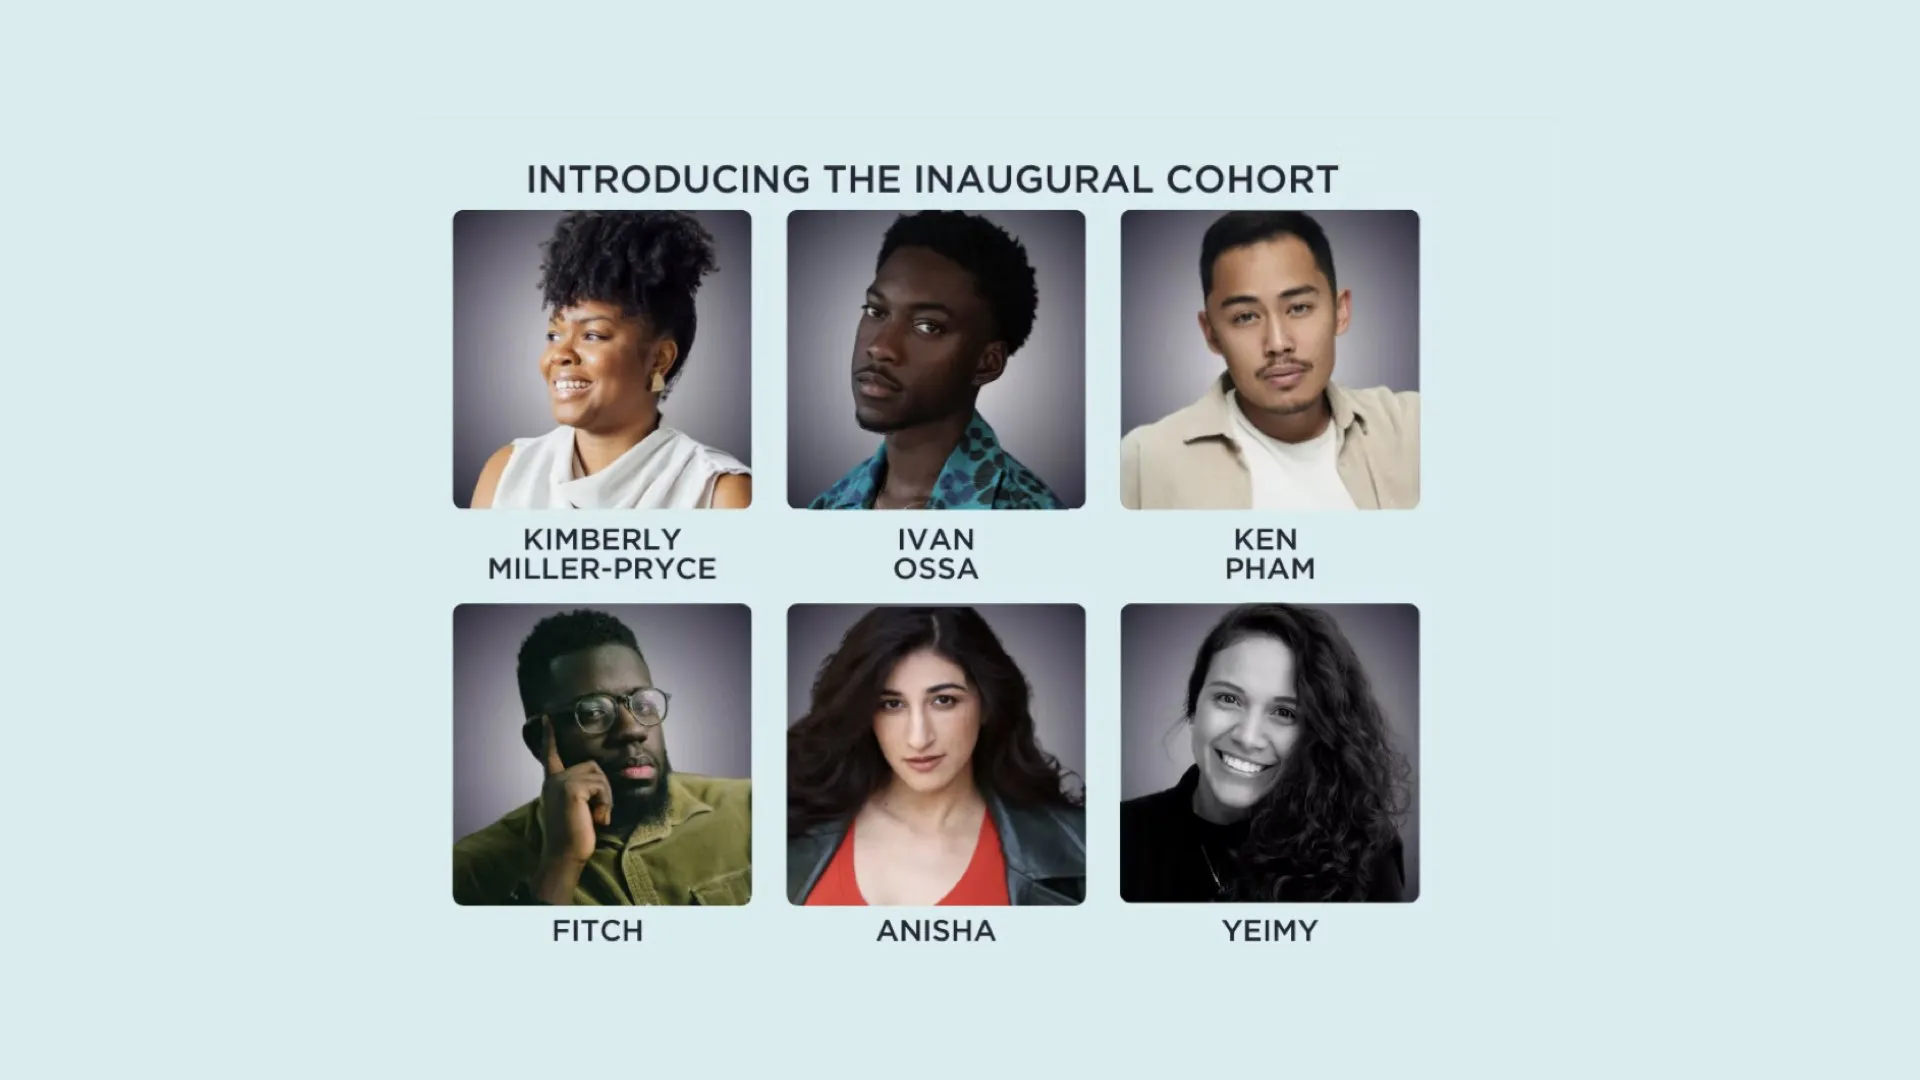 INTRODUCING THE INAUGURAL COHORT
KIMBERLY
MILLER-PRYCE
IVAN
OSSA
KEN
PHAM
FITCH
ANISHA
YEIMY